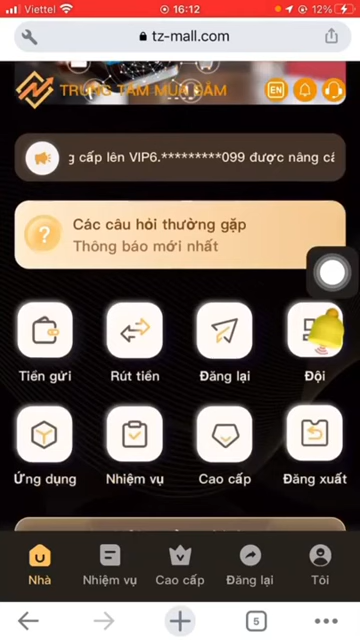 Viettel
16:12
12%
tz-mall.com
TRUNG TÂM MUA SẮM
EN
g cấp lên VIP6.*********099 được nâng cấ
Các câu hỏi thường gặp
Thông báo mới nhất
Tiền gửi
Rút tiền
Đăng lại
Đội
Ứng dụng
Nhiệm vụ
Cao cấp
Đăng xuất
Nhà
Nhiệm vụ
Cao cấp
Đăng lại
Tôi
5